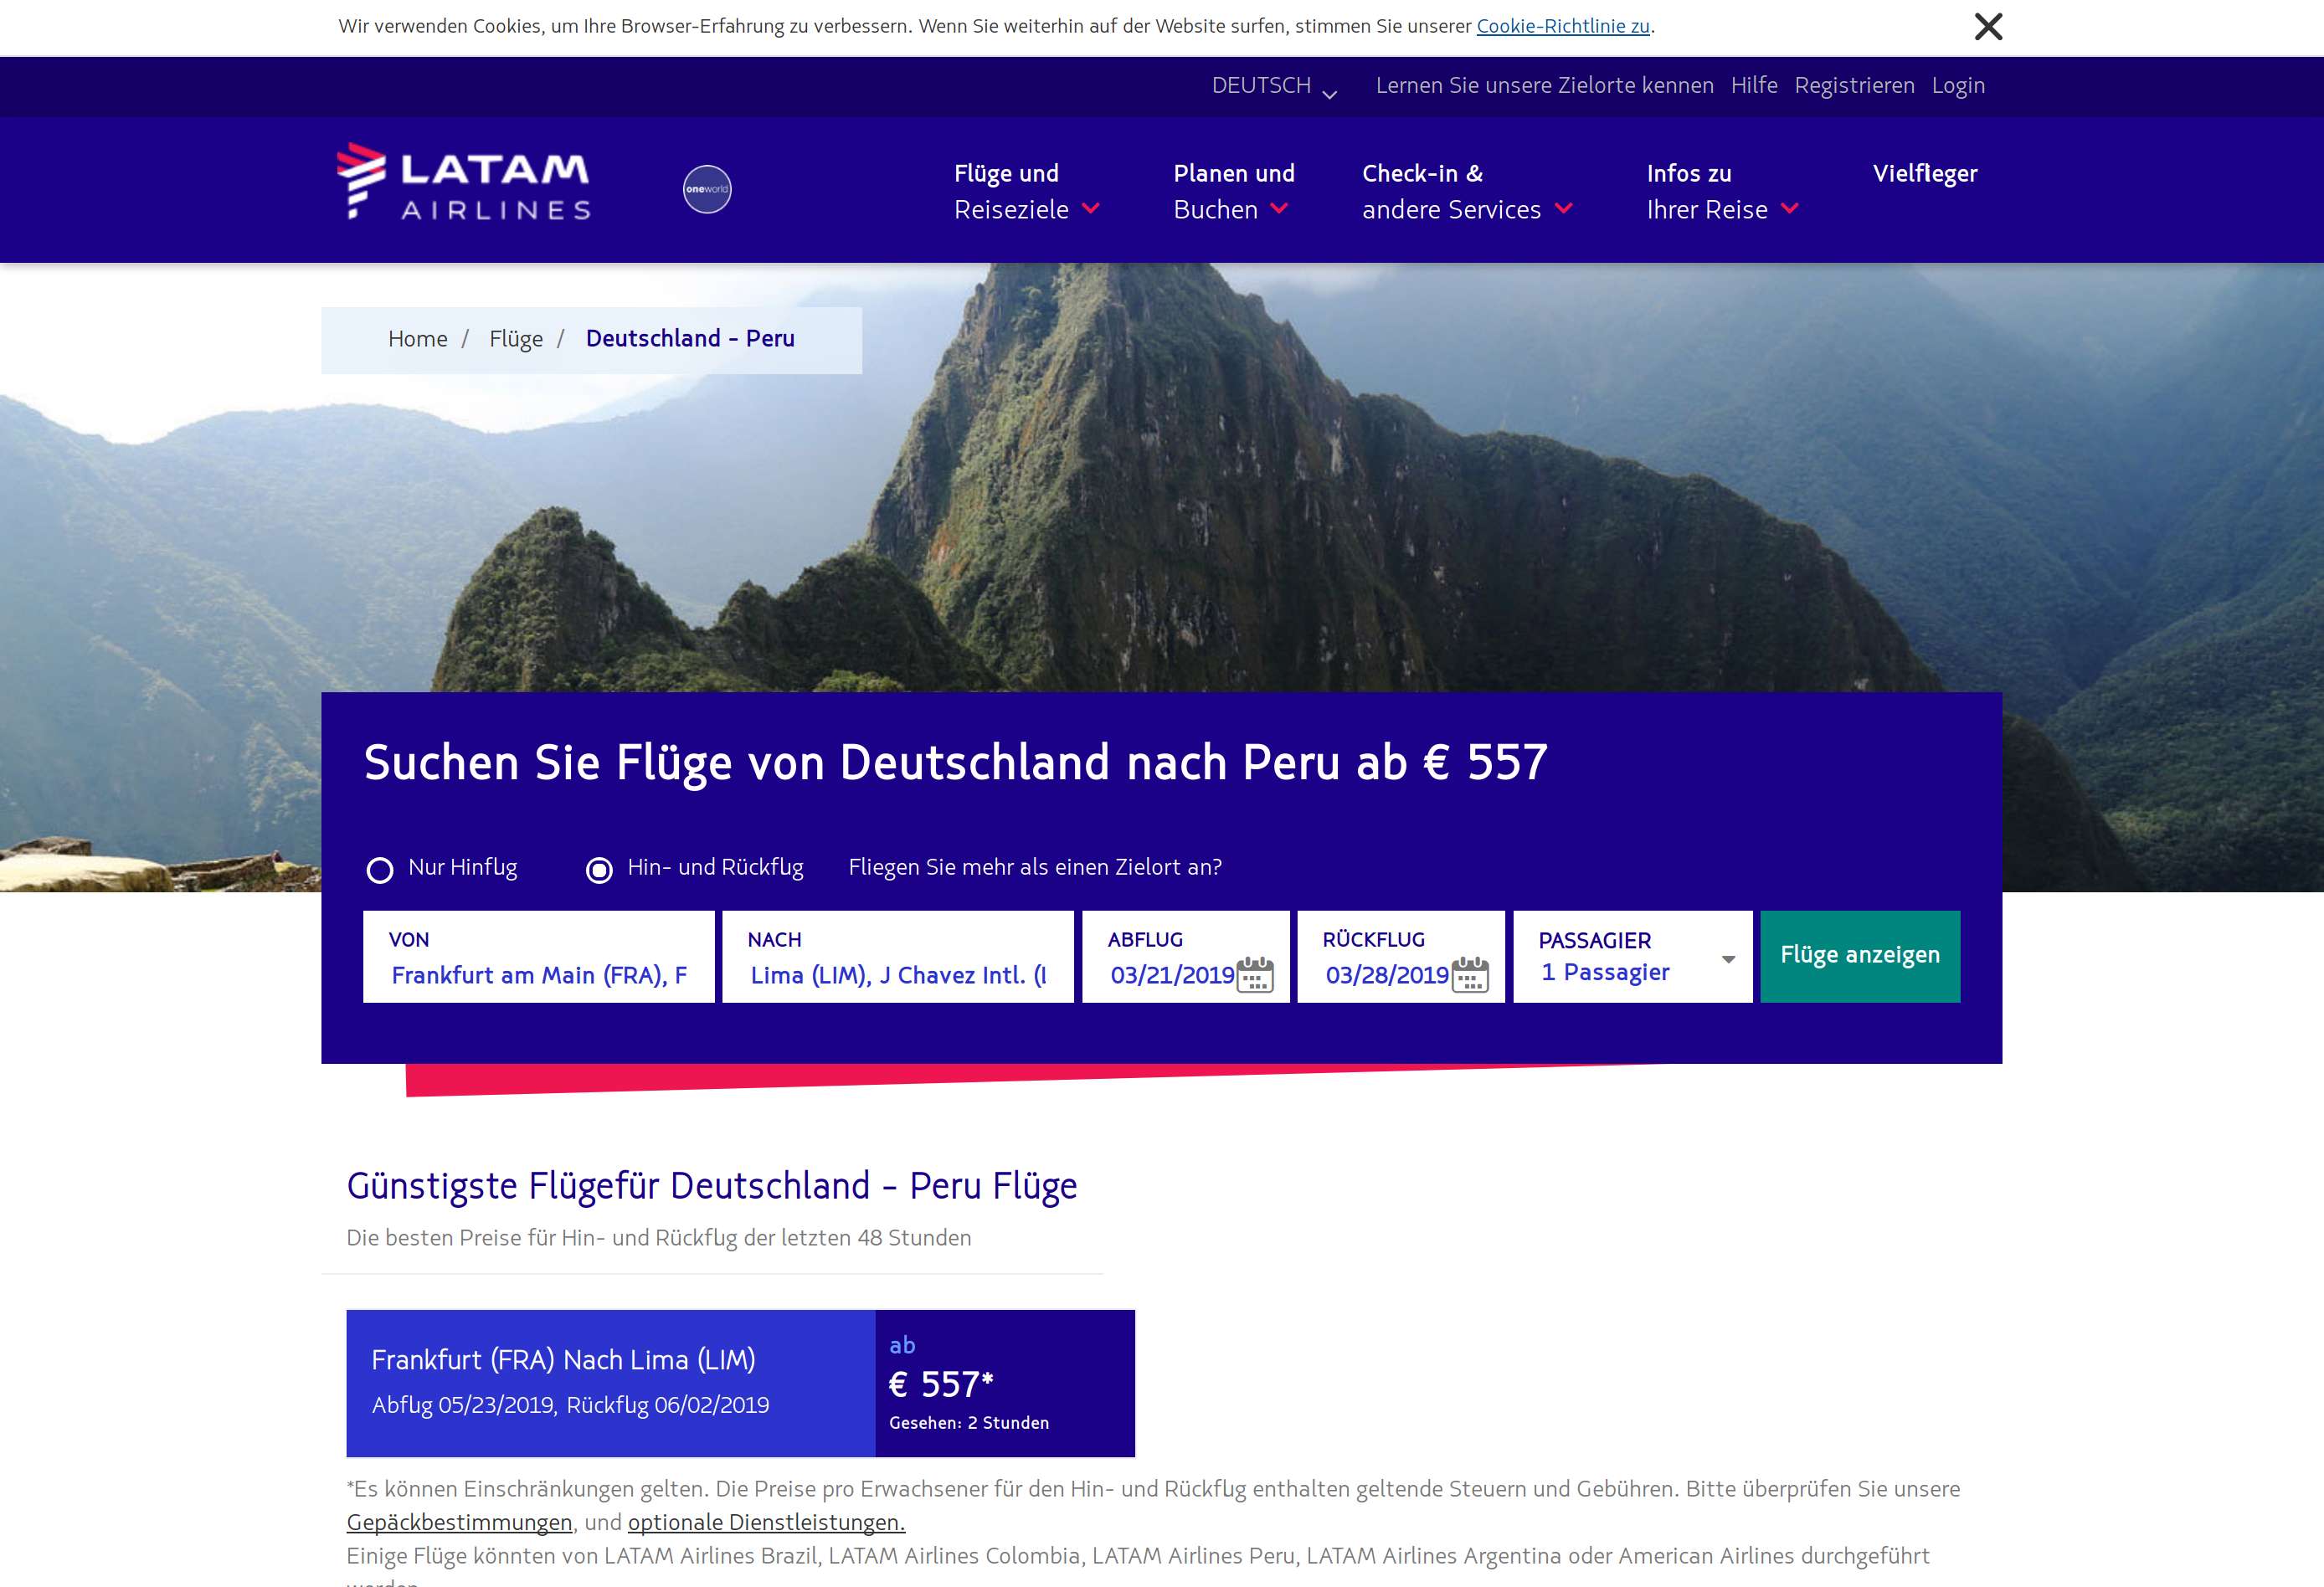 Wir verwenden Cookies, um Ihre Browser-Erfahrung zu verbessern. Wenn Sie weiterhin auf der Website surfen, stimmen Sie unserer Cookie-Richtlinie zu.
DEUTSCH Lernen Sie unsere Zielorte kennen Hilfe Registrieren Login
LATAM
AIRLINES
oneworld
Flüge und
Reiseziele
Planen und
Buchen
Check-in &
andere Services
Infos zu
Ihrer Reise
Vielflieger
Home / Flüge / Deutschland - Peru
Suchen Sie Flüge von Deutschland nach Peru ab € 557
Nur Hinflug Hin- und Rückflug Fliegen Sie mehr als einen Zielort an?
VON
Frankfurt am Main (FRA), F
NACH
Lima (LIM), J Chavez Intl. (
ABFLUG
03/21/2019
RÜCKFLUG
03/28/2019
PASSAGIER
1 Passagier
Flüge anzeigen
Günstigste Flügefür Deutschland - Peru Flüge
Die besten Preise für Hin- und Rückflug der letzten 48 Stunden
Frankfurt (FRA) Nach Lima (LIM)
Abflug 05/23/2019, Rückflug 06/02/2019
ab
€ 557*
Gesehen: 2 Stunden
*Es können Einschränkungen gelten. Die Preise pro Erwachsener für den Hin- und Rückflug enthalten geltende Steuern und Gebühren. Bitte überprüfen Sie unsere
Gepäckbestimmungen, und optionale Dienstleistungen.
Einige Flüge könnten von LATAM Airlines Brazil, LATAM Airlines Colombia, LATAM Airlines Peru, LATAM Airlines Argentina oder American Airlines durchgeführt